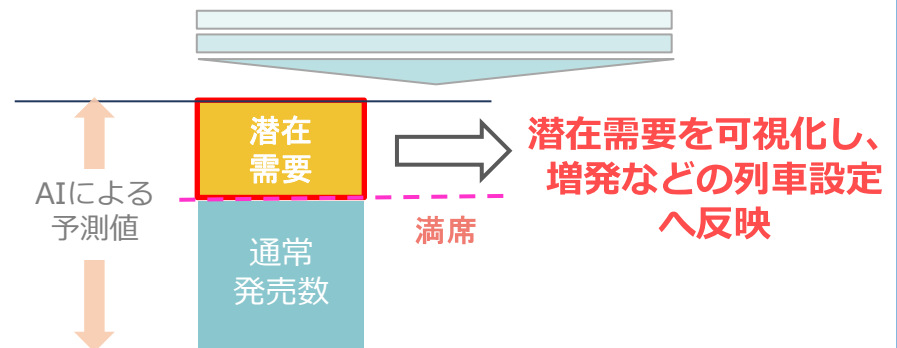 潜在
需要
潜在需要を可視化し、
増発などの列車設定
へ反映
AIによる
予測値
満席
通常
発売数